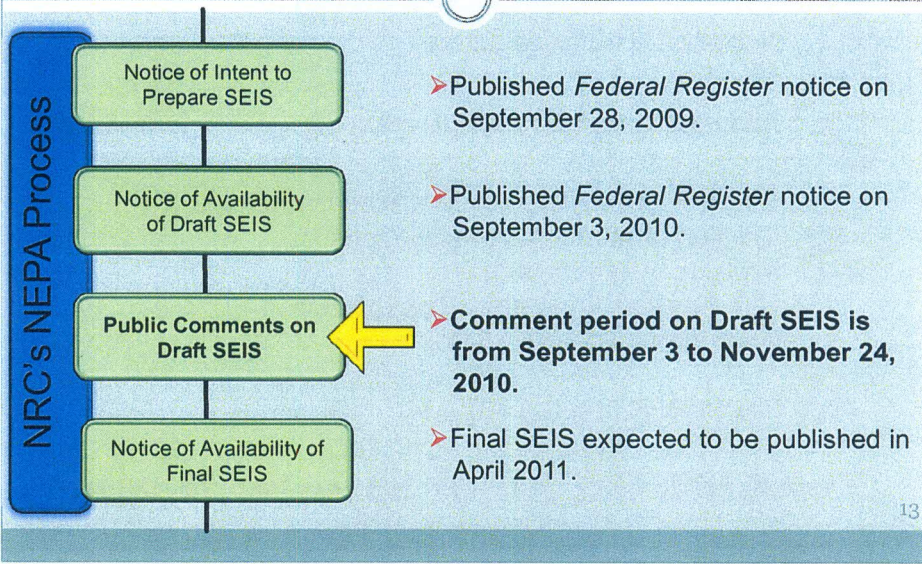 NRC's NEPA Process
Notice of Intent to
Prepare SEIS
➢Published Federal Register notice on
September 28, 2009.
Notice of Availability
of Draft SEIS
➢Published Federal Register notice on
September 3, 2010.
Public Comments on
Draft SEIS
➢Comment period on Draft SEIS is
from September 3 to November 24,
2010.
Notice of Availability of
Final SEIS
➢Final SEIS expected to be published in
April 2011.
13